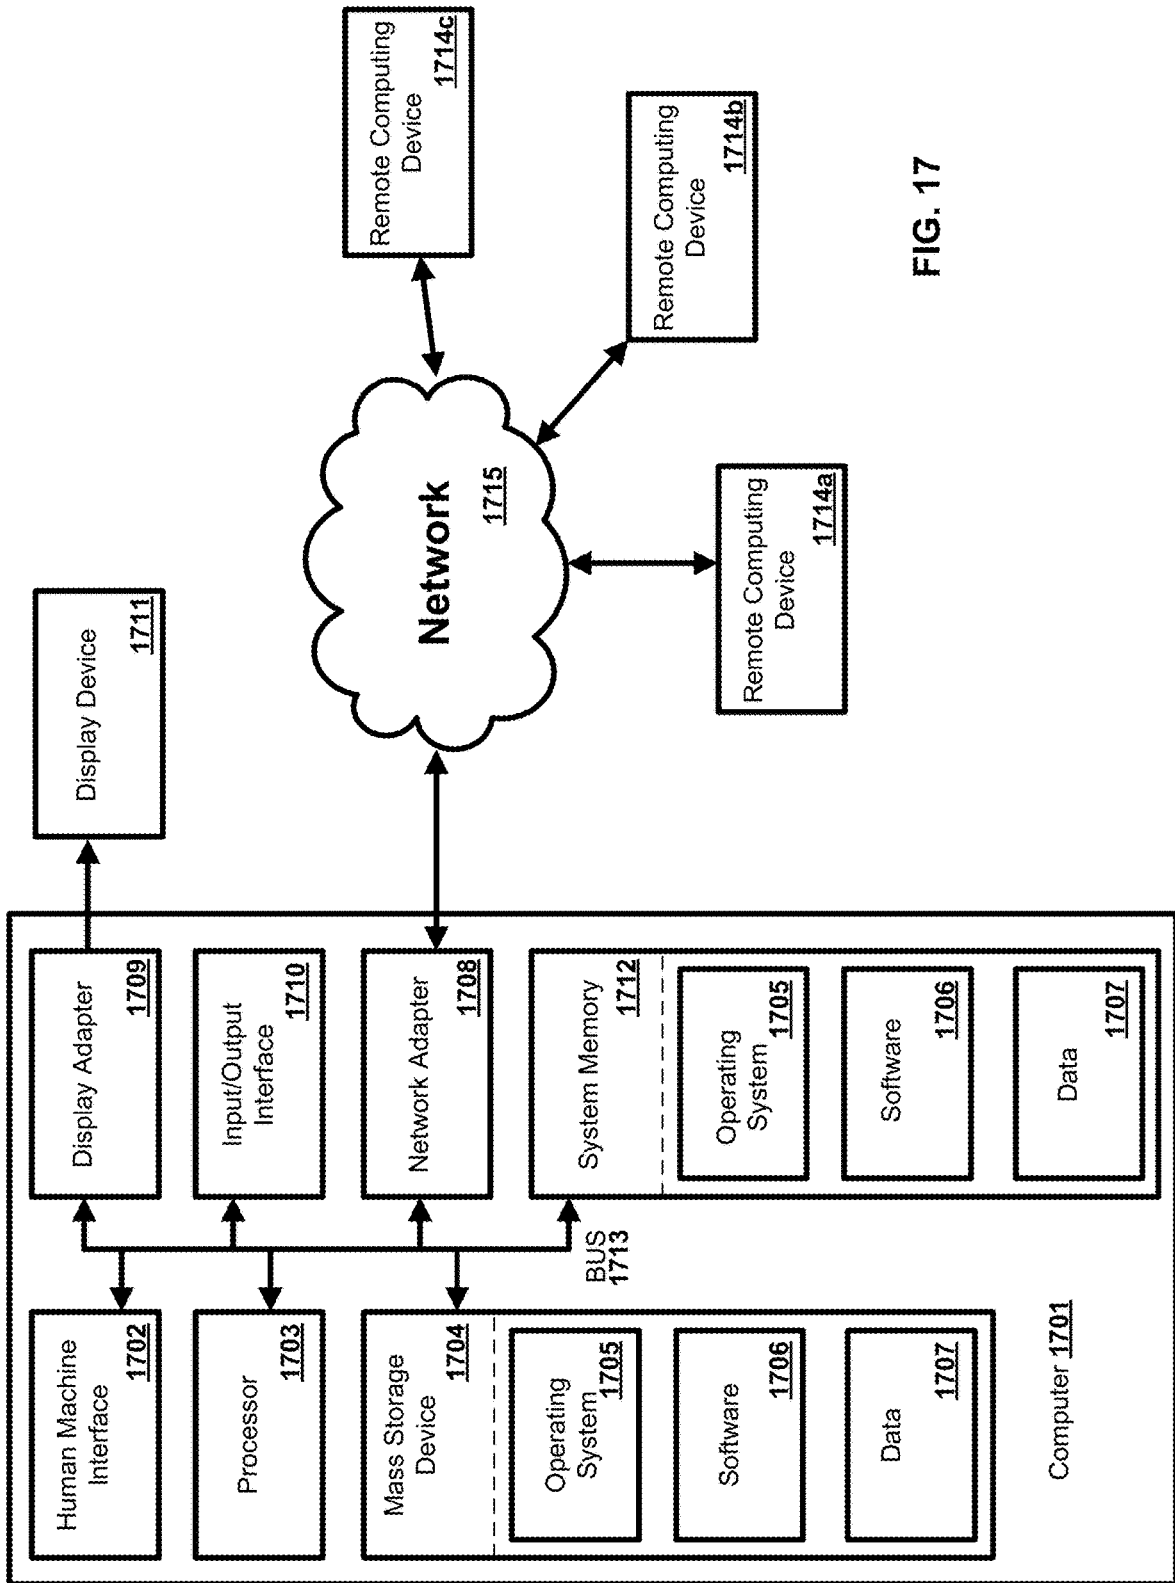 Human Machine
Interface
1702
Processor
1703
Mass Storage
Device
1704
Operating
System
1705
Software
1706
Data
1707
Computer 1701
BUS
1713
Display Adapter
1709
Input/Output
Interface
1710
Network Adapter
1708
System Memory
1712
Operating
System
1705
Software
1706
Data
1707
Display Device
1711
Network
1715
Remote Computing
Device
1714a
Remote Computing
Device
1714b
Remote Computing
Device
1714c
FIG. 17